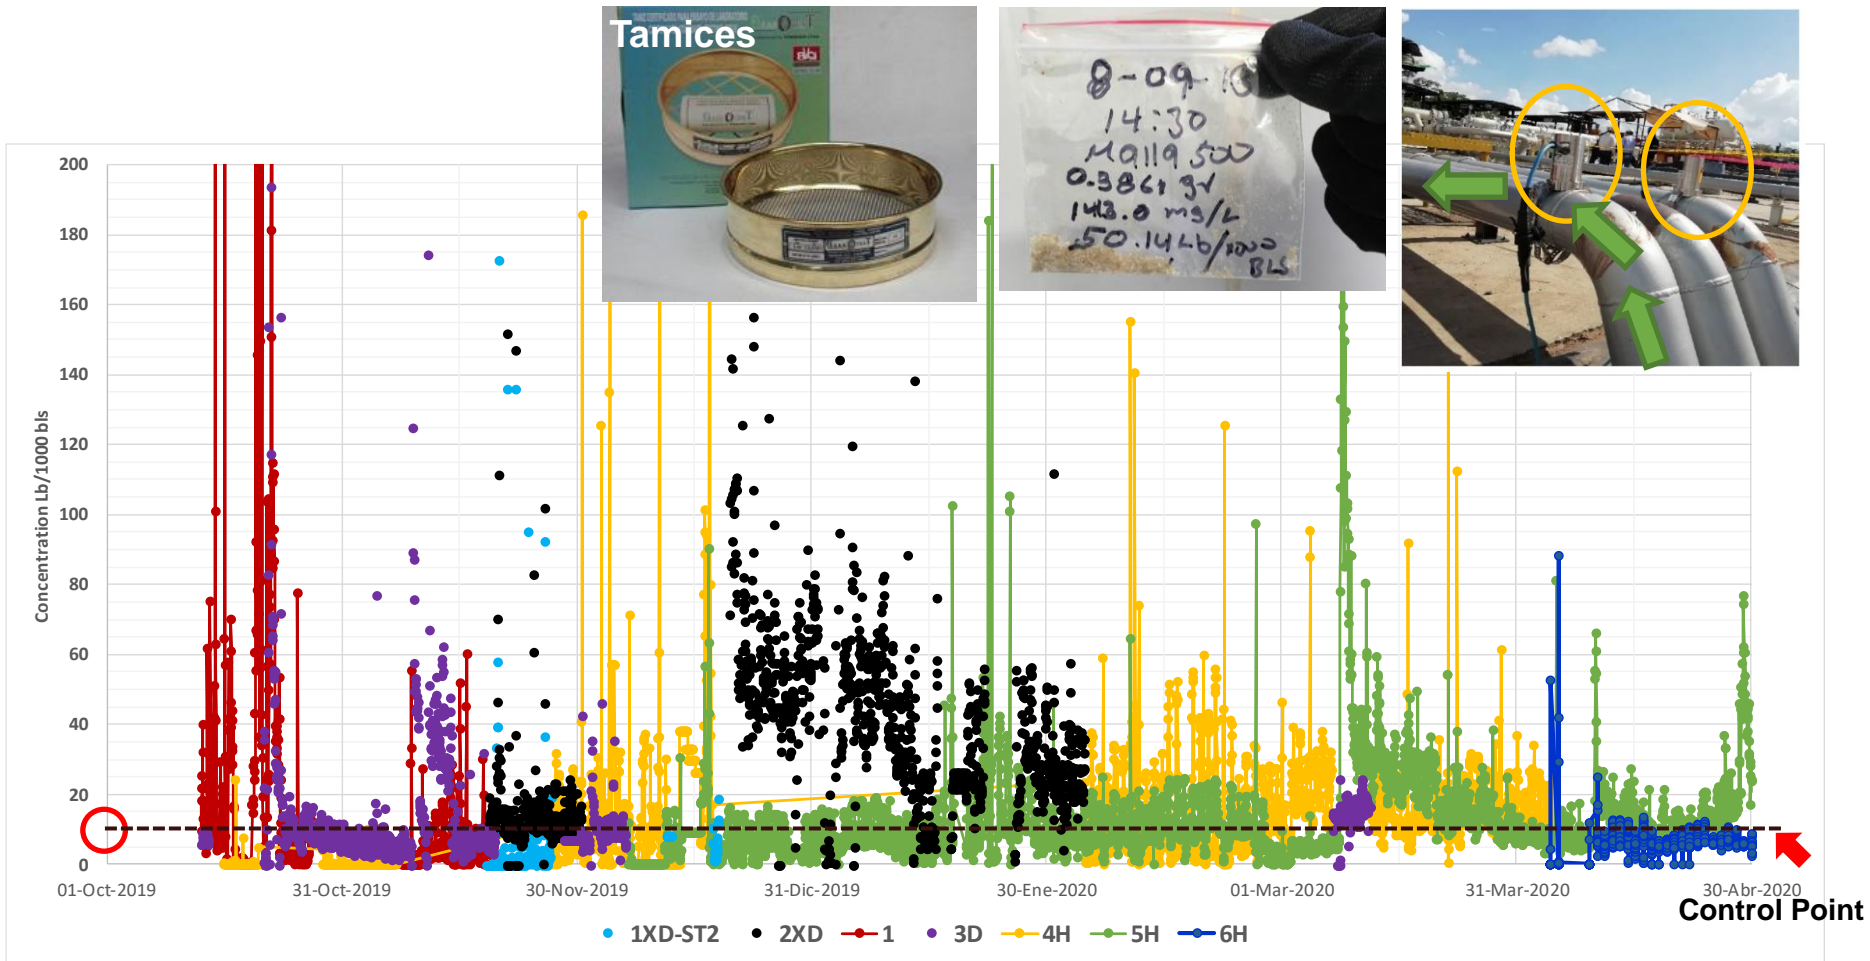 Tamices
8-09-
14:30
Malla 500
0.3861 gr
143.0 mg/L
50.14 Lb/1000
BLS
Concentration Lb/1000 bls
200
180
160
140
120
100
80
60
40
20
0
01-Oct-2019
31-Oct-2019
30-Nov-2019
31-Dic-2019
30-Ene-2020
01-Mar-2020
31-Mar-2020
30-Abr-2020
Control Point
1XD-ST2
2XD
1
3D
4H
5H
6H